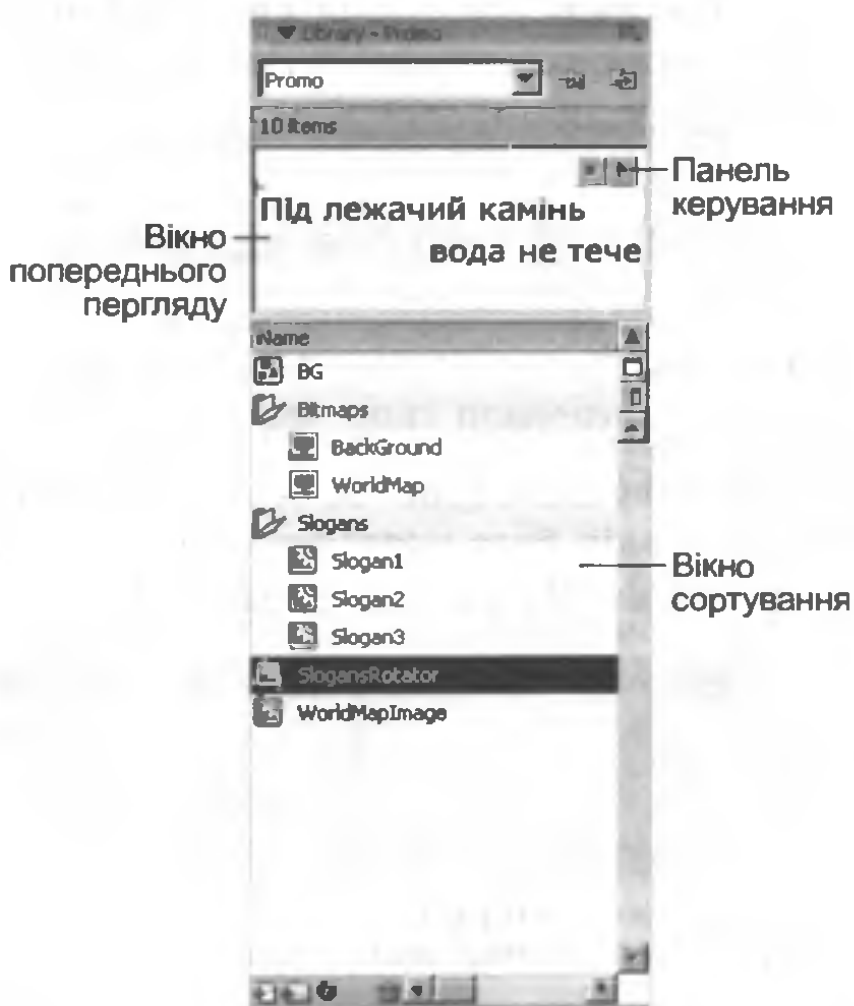 Library - Promo
Promo
10 items
Панель
керування
Під лежачий камінь
вода не тече
Вікно
попереднього
пергляду
Name
BG
Bitmaps
BackGround
WorldMap
Slogans
Slogan1
Slogan2
Slogan3
Вікно
сортування
SlogansRotator
WorldMapImage